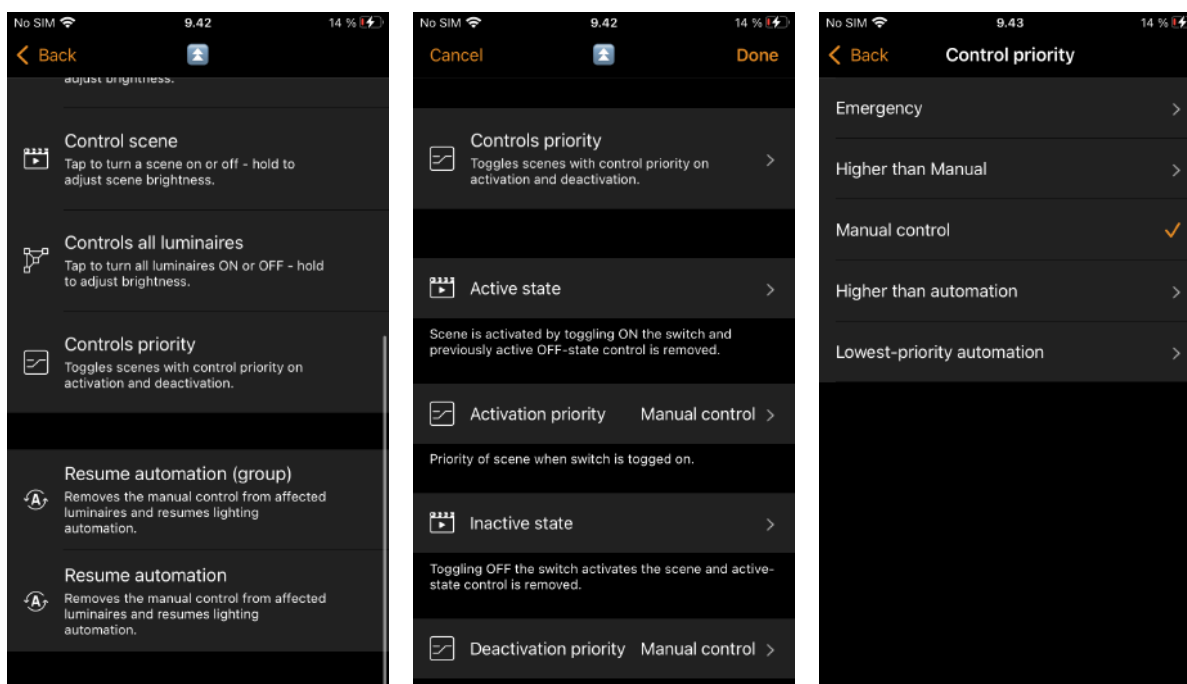 No SIM 9.42 14 %
Back
adjust brightness.
Control scene
Tap to turn a scene on or off - hold to
adjust scene brightness.
Controls all luminaires
Tap to turn all luminaires ON or OFF - hold
to adjust brightness.
Controls priority
Toggles scenes with control priority on
activation and deactivation.
Resume automation (group)
Removes the manual control from affected
luminaires and resumes lighting
automation.
Resume automation
Removes the manual control from affected
luminaires and resumes lighting
automation.
No SIM 9.42 14 %
Cancel Done
Controls priority
Toggles scenes with control priority on
activation and deactivation.
Active state
Scene is activated by toggling ON the switch and
previously active OFF-state control is removed.
Activation priority Manual control
Priority of scene when switch is togged on.
Inactive state
Toggling OFF the switch activates the scene and active-
state control is removed.
Deactivation priority Manual control
No SIM 9.43 14 %
Back Control priority
Emergency
Higher than Manual
Manual control
Higher than automation
Lowest-priority automation